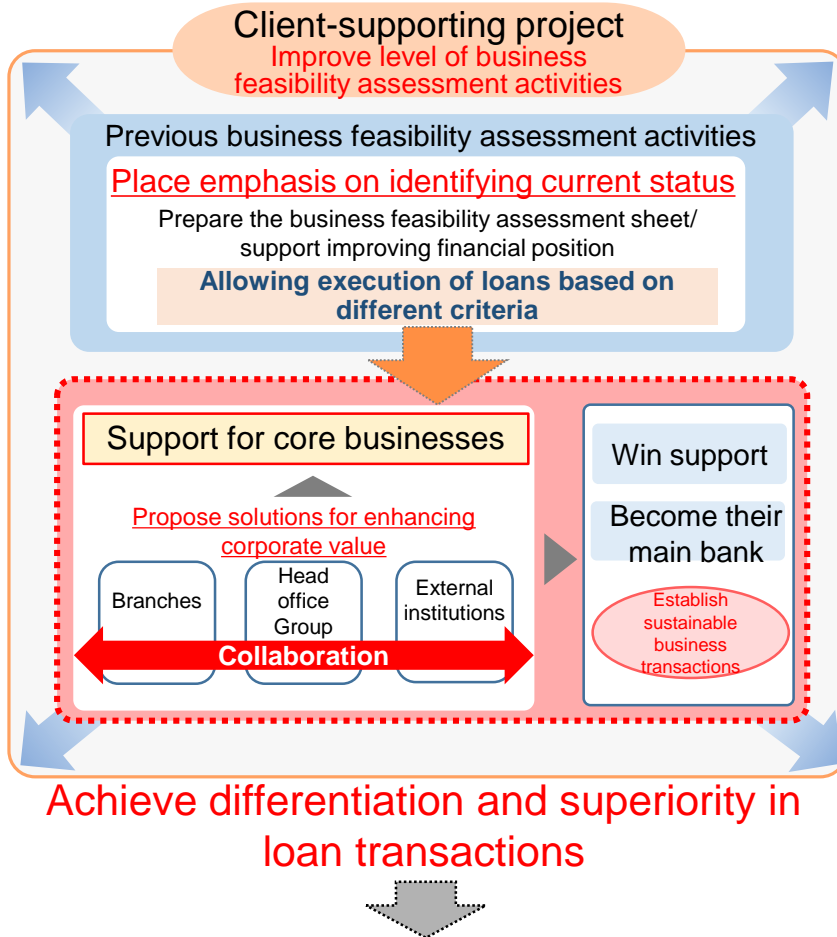 Client-supporting project
Improve level of business
feasibility assessment activities
Previous business feasibility assessment activities
Place emphasis on identifying current status
Prepare the business feasibility assessment sheet/
support improving financial position
Allowing execution of loans based on
different criteria
Support for core businesses
Propose solutions for enhancing
corporate value
Branches
Head
office
Group
External
institutions
Collaboration
Win support
Become their
main bank
Establish
sustainable
business
transactions
Achieve differentiation and superiority in
loan transactions